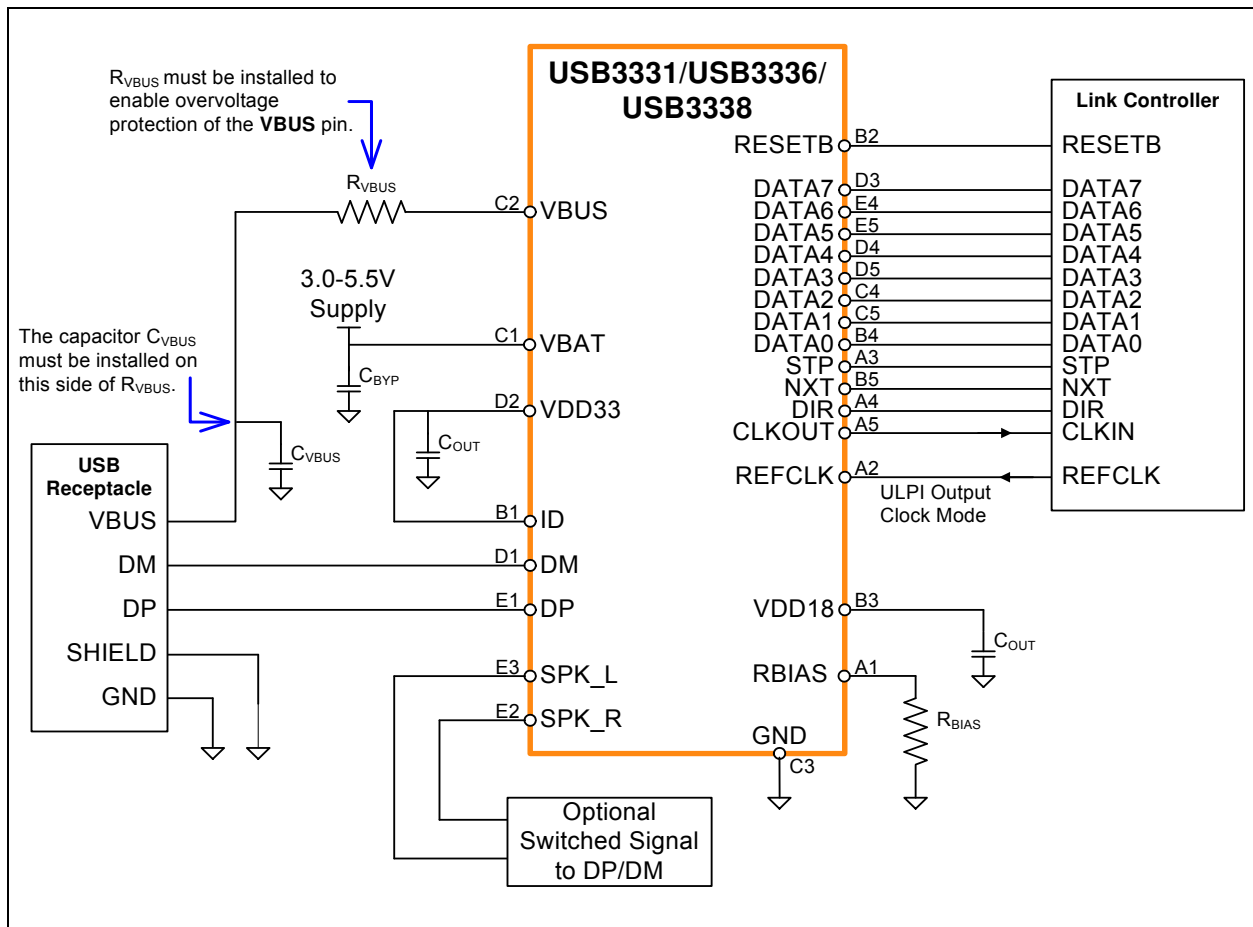 RVBUS must be installed to
enable overvoltage
protection of the VBUS pin.
RVBUS
3.0-5.5V
Supply
CBYP
The capacitor CVBUS
must be installed on
this side of RVBUS.
CVBUS
COUT
USB
Receptacle
VBUS
DM
DP
SHIELD
GND
USB3331/USB3336/
USB3338
C2 VBUS
C1 VBAT
D2 VDD33
B1 ID
D1 DM
E1 DP
E3 SPK_L
E2 SPK_R
RESETB B2
DATA7 D3
DATA6 E4
DATA5 E5
DATA4 D4
DATA3 D5
DATA2 C4
DATA1 C5
DATA0 B4
STP A3
NXT B5
DIR A4
CLKOUT A5
REFCLK A2
ULPI Output
Clock Mode
VDD18 B3
COUT
RBIAS A1
RBIAS
GND
C3
Link Controller
RESETB
DATA7
DATA6
DATA5
DATA4
DATA3
DATA2
DATA1
DATA0
STP
NXT
DIR
CLKIN
REFCLK
Optional
Switched Signal
to DP/DM